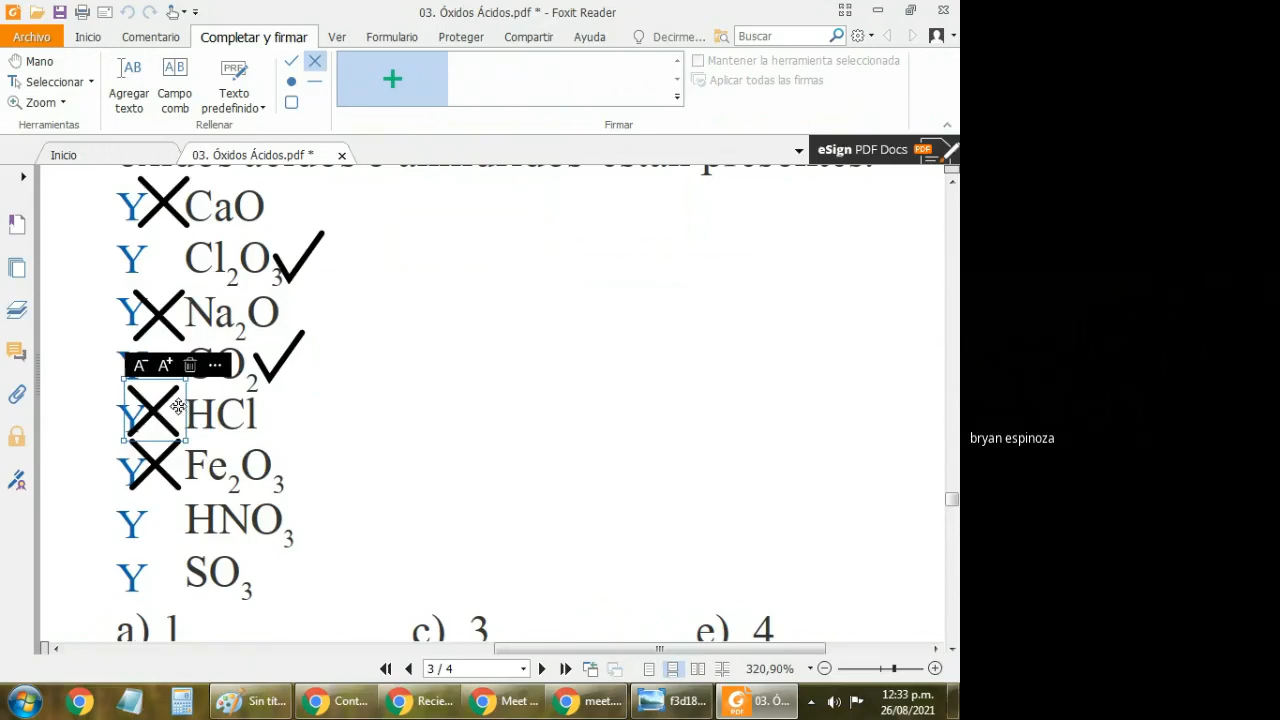 03. Óxidos Ácidos.pdf * - Foxit Reader
Archivo Inicio Comentario Completar y firmar Ver Formulario Proteger Compartir Ayuda Decirme... Buscar
Mano
Seleccionar
Zoom
Herramientas
Agregar texto
Campo comb
Texto predefinido
Rellenar
Mantener la herramienta seleccionada
Aplicar todas las firmas
Firmar
Inicio
03. Óxidos Ácidos.pdf *
eSign PDF Docs
Y CaO
Y Cl₂O₃
Y Na₂O
A- A+ ...
Y HCl
Y Fe₂O₃
Y HNO₃
Y SO₃
a) 1 c) 3 e) 4
bryan espinoza
3 / 4
320,90%
Sin tít... Cont... Recie... Meet ... meet.... f3d18... 03. Ó...
12:33 p.m.
26/08/2021